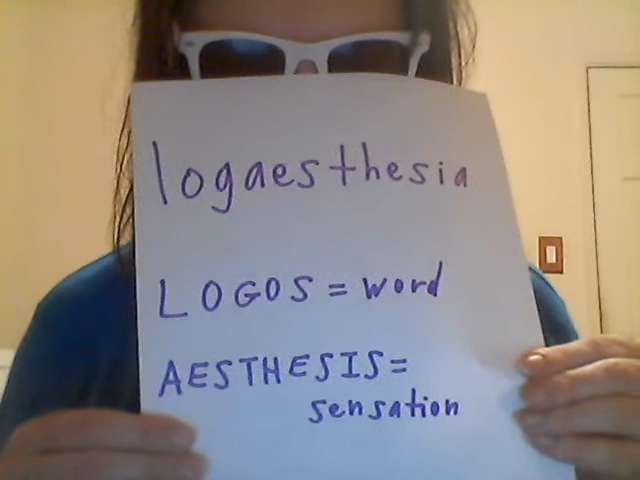 logaesthesia
LOGOS = word
AESTHESIS =
sensation